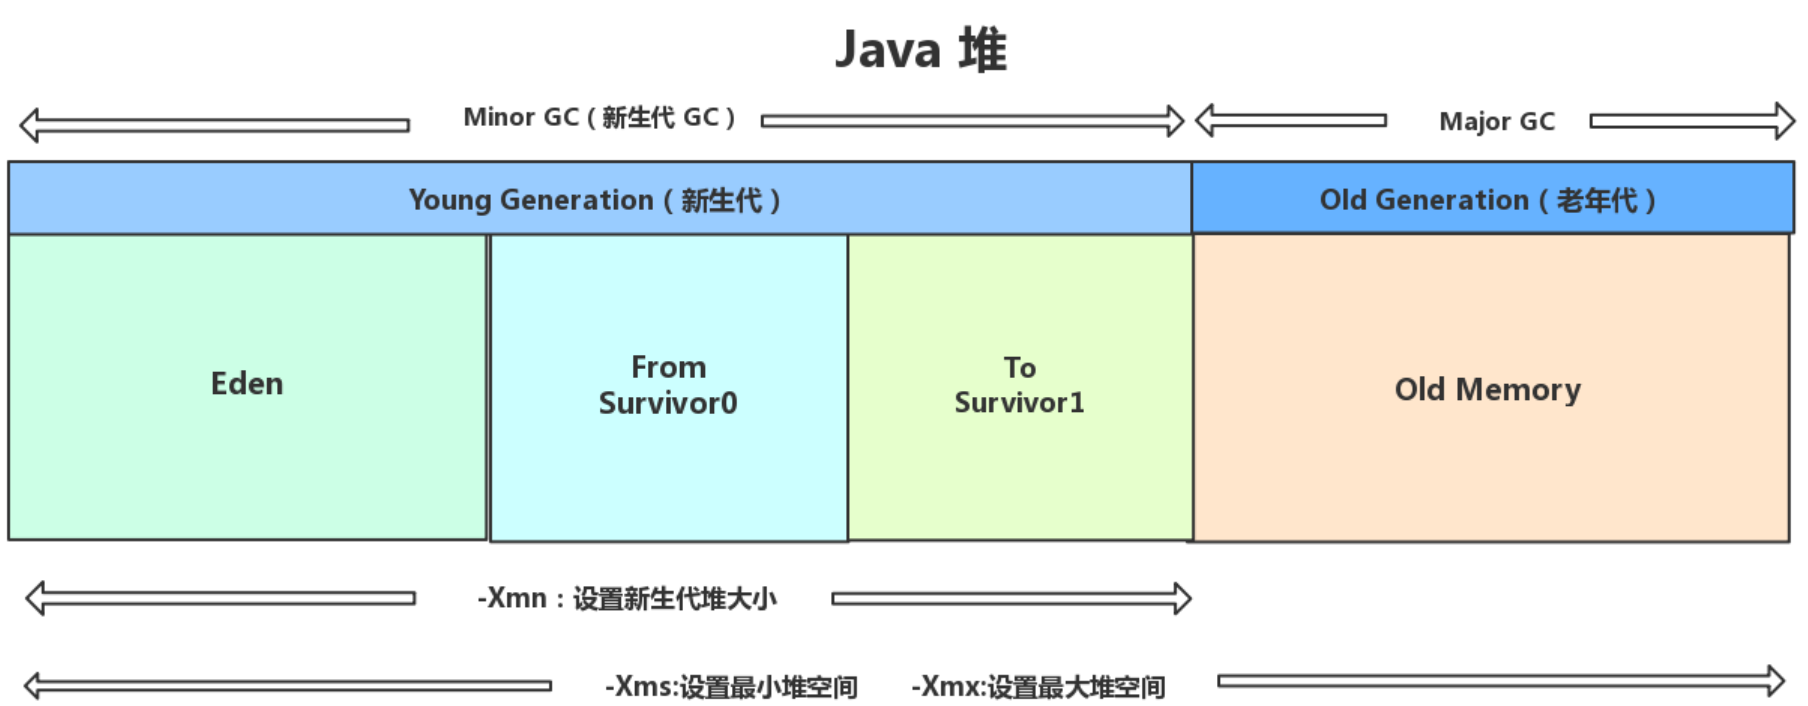 Java 堆
Minor GC（新生代 GC）
Major GC
Young Generation（新生代）
Old Generation（老年代）
Eden
From
Survivor0
To
Survivor1
Old Memory
-Xmn：设置新生代堆大小
-Xms:设置最小堆空间
-Xmx:设置最大堆空间